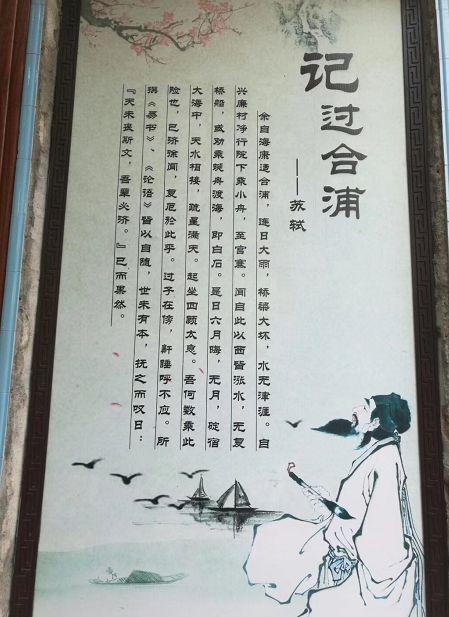 记过合浦
——苏轼
余自海康适合浦，连日大雨，桥梁大坏，水无津涯。自
兴廉村净行院下乘小舟，至官寨。闻自此以西皆涨水，无复
桥船，或劝乘蜑舟渡海，即白石。是日六月晦，无月，碇宿
大海中，天水相接，疏星满天。起坐四顾太息。吾何数乘此
险也，已济徐闻，复厄於此乎。过子在傍，鼾睡呼不应。所
撰《易书》、《论语》皆以自随，世未有本，抚之而叹曰：
『天未丧斯文，吾辈必济。』已而果然。